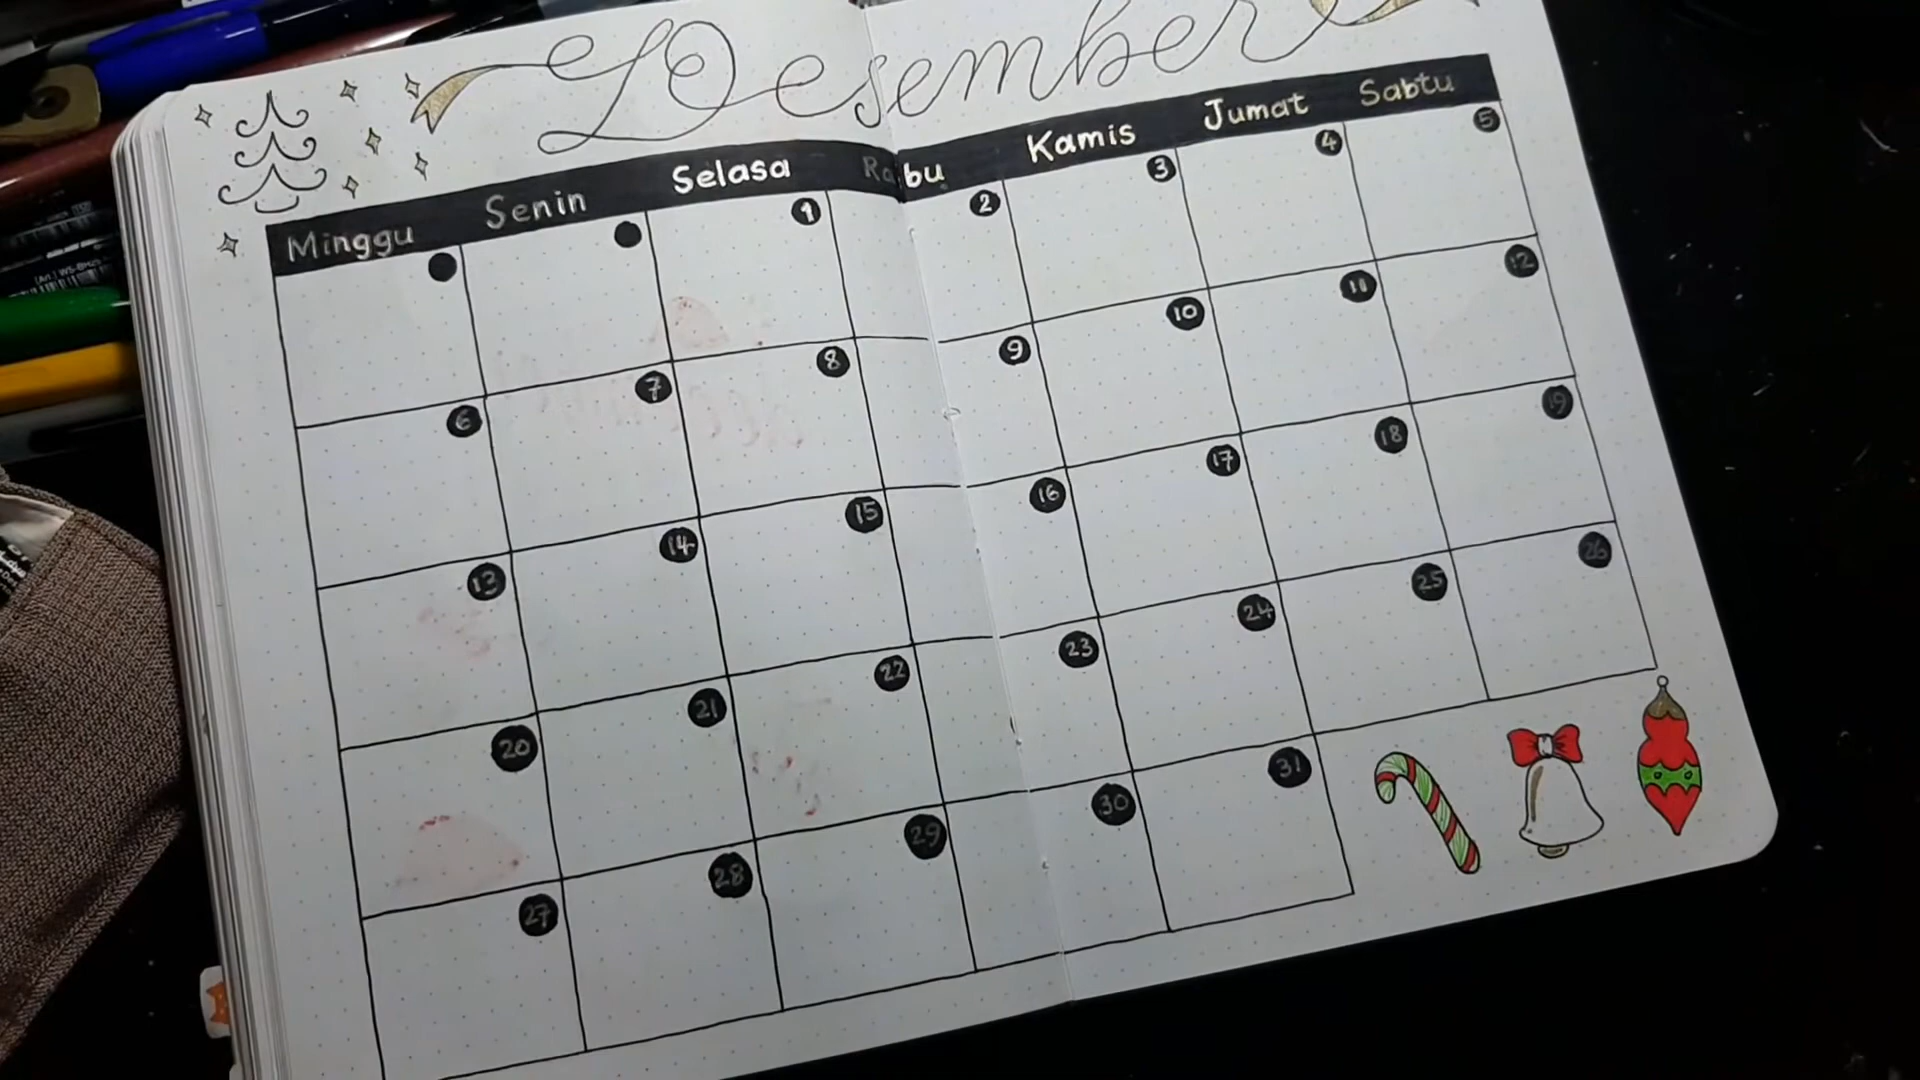 Desember
Minggu Senin Selasa Rabu Kamis Jumat Sabtu
1 2 3 4 5
6 7 8 9 10 11 12
13 14 15 16 17 18 19
20 21 22 23 24 25 26
27 28 29 30 31